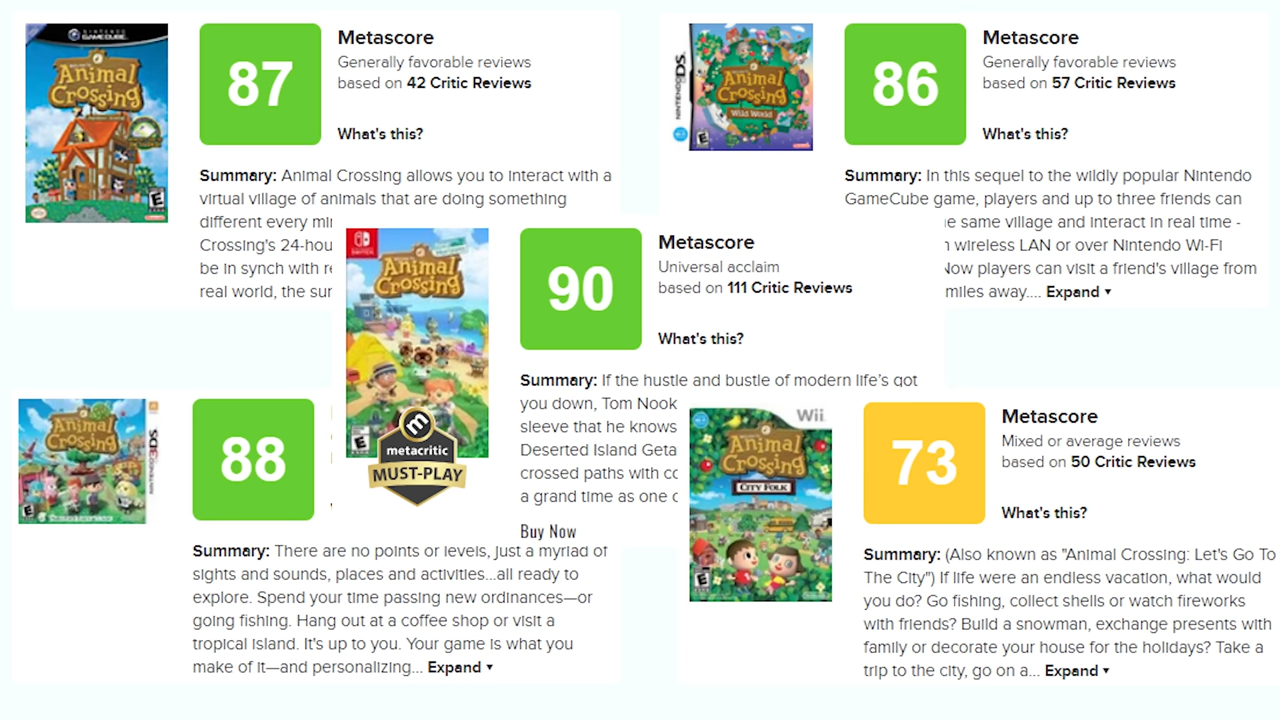 NINTENDO GAMECUBE
Animal Crossing
87
Metascore
Generally favorable reviews
based on 42 Critic Reviews
What's this?
Summary: Animal Crossing allows you to interact with a
virtual village of animals that are doing something
different every
Crossing's 24-hou
be in synch with re
real world, the sur
NINTENDO DS
Animal Crossing
Wild World
86
Metascore
Generally favorable reviews
based on 57 Critic Reviews
What's this?
Summary: In this sequel to the wildly popular Nintendo
GameCube game, players and up to three friends can
e same village and interact in real time -
wireless LAN or over Nintendo Wi-Fi
Now players can visit a friend's village from
miles away.... Expand ▾
Animal Crossing
metacritic
MUST-PLAY
90
Metascore
Universal acclaim
based on 111 Critic Reviews
What's this?
Summary: If the hustle and bustle of modern life's got
you down, Tom Nook
sleeve that he knows
Deserted Island Geta
crossed paths with co
a grand time as one o
Buy Now
Animal Crossing
NINTENDO 3DS
88
Summary: There are no points or levels, just a myriad of
sights and sounds, places and activities...all ready to
explore. Spend your time passing new ordinances—or
going fishing. Hang out at a coffee shop or visit a
tropical island. It's up to you. Your game is what you
make of it—and personalizing... Expand ▾
Wii
Animal Crossing
CITY FOLK
73
Metascore
Mixed or average reviews
based on 50 Critic Reviews
What's this?
Summary: (Also known as "Animal Crossing: Let's Go To
The City") If life were an endless vacation, what would
you do? Go fishing, collect shells or watch fireworks
with friends? Build a snowman, exchange presents with
family or decorate your house for the holidays? Take a
trip to the city, go on a... Expand ▾